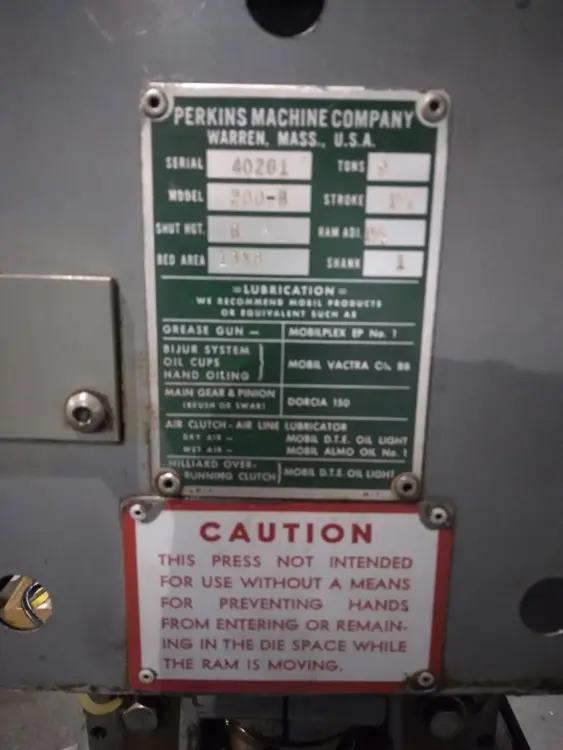 PERKINS MACHINE COMPANY
WARREN, MASS., U.S.A.
SERIAL 40261 TONS
MODEL 200-B STROKE
SHUT HGT. RAM ADJ.
BED AREA SHANK 1
=LUBRICATION=
WE RECOMMEND MOBIL PRODUCTS
OR EQUIVALENT SUCH AS
GREASE GUN — MOBILPLEX EP No. 1
BIJUR SYSTEM
OIL CUPS
HAND OILING
MOBIL VACTRA OIL BB
MAIN GEAR & PINION
(BRUSH OR SWAB)
DORCIA 150
AIR CLUTCH - AIR LINE LUBRICATOR
DRY AIR — MOBIL D.T.E. OIL LIGHT
WET AIR — MOBIL ALMO OIL No. 1
HILLIARD OVER-
RUNNING CLUTCH
MOBIL D.T.E. OIL LIGHT
CAUTION
THIS PRESS NOT INTENDED
FOR USE WITHOUT A MEANS
FOR PREVENTING HANDS
FROM ENTERING OR REMAIN-
ING IN THE DIE SPACE WHILE
THE RAM IS MOVING.